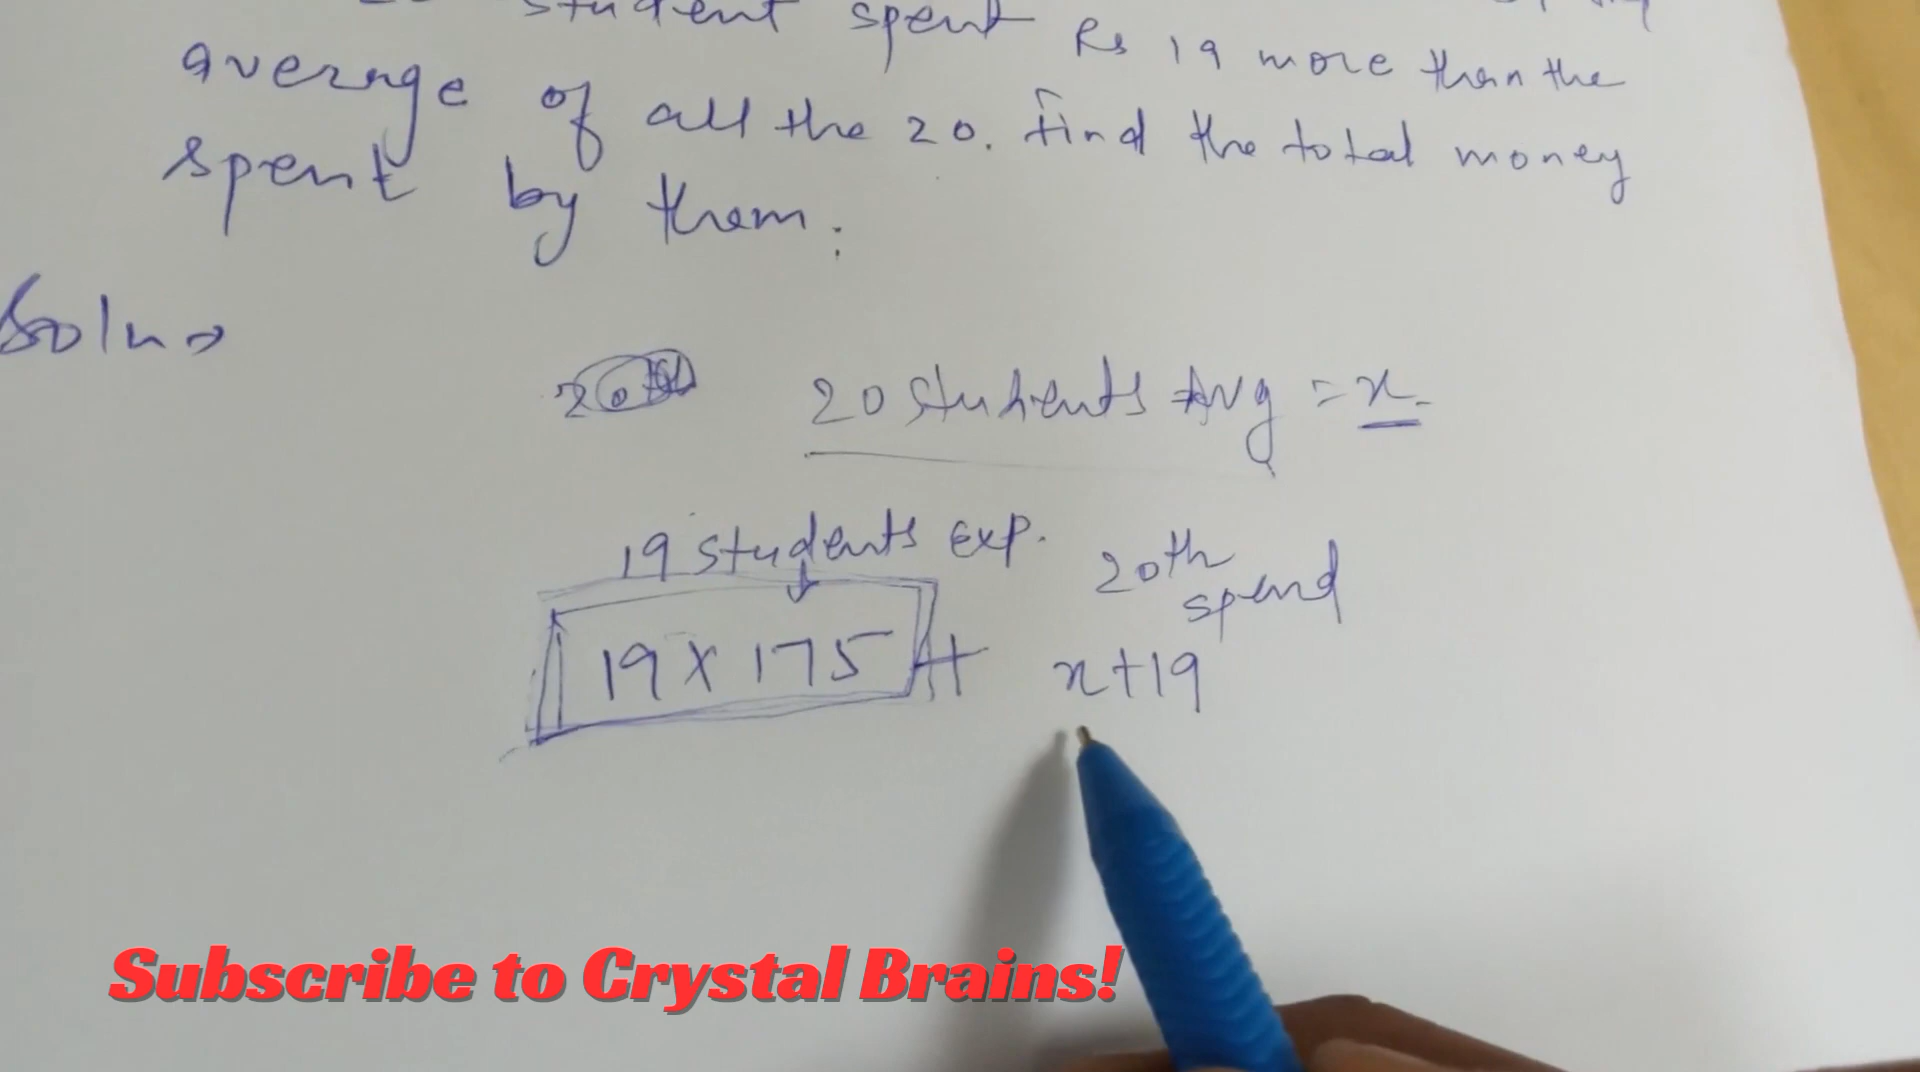 student spent Rs 19 more than the
average of all the 20. Find the total money
spent by them.
Soln →
20 students Avg = x.
19 students exp. 20th
spend
19 x 175 + x+19
Subscribe to Crystal Brains!